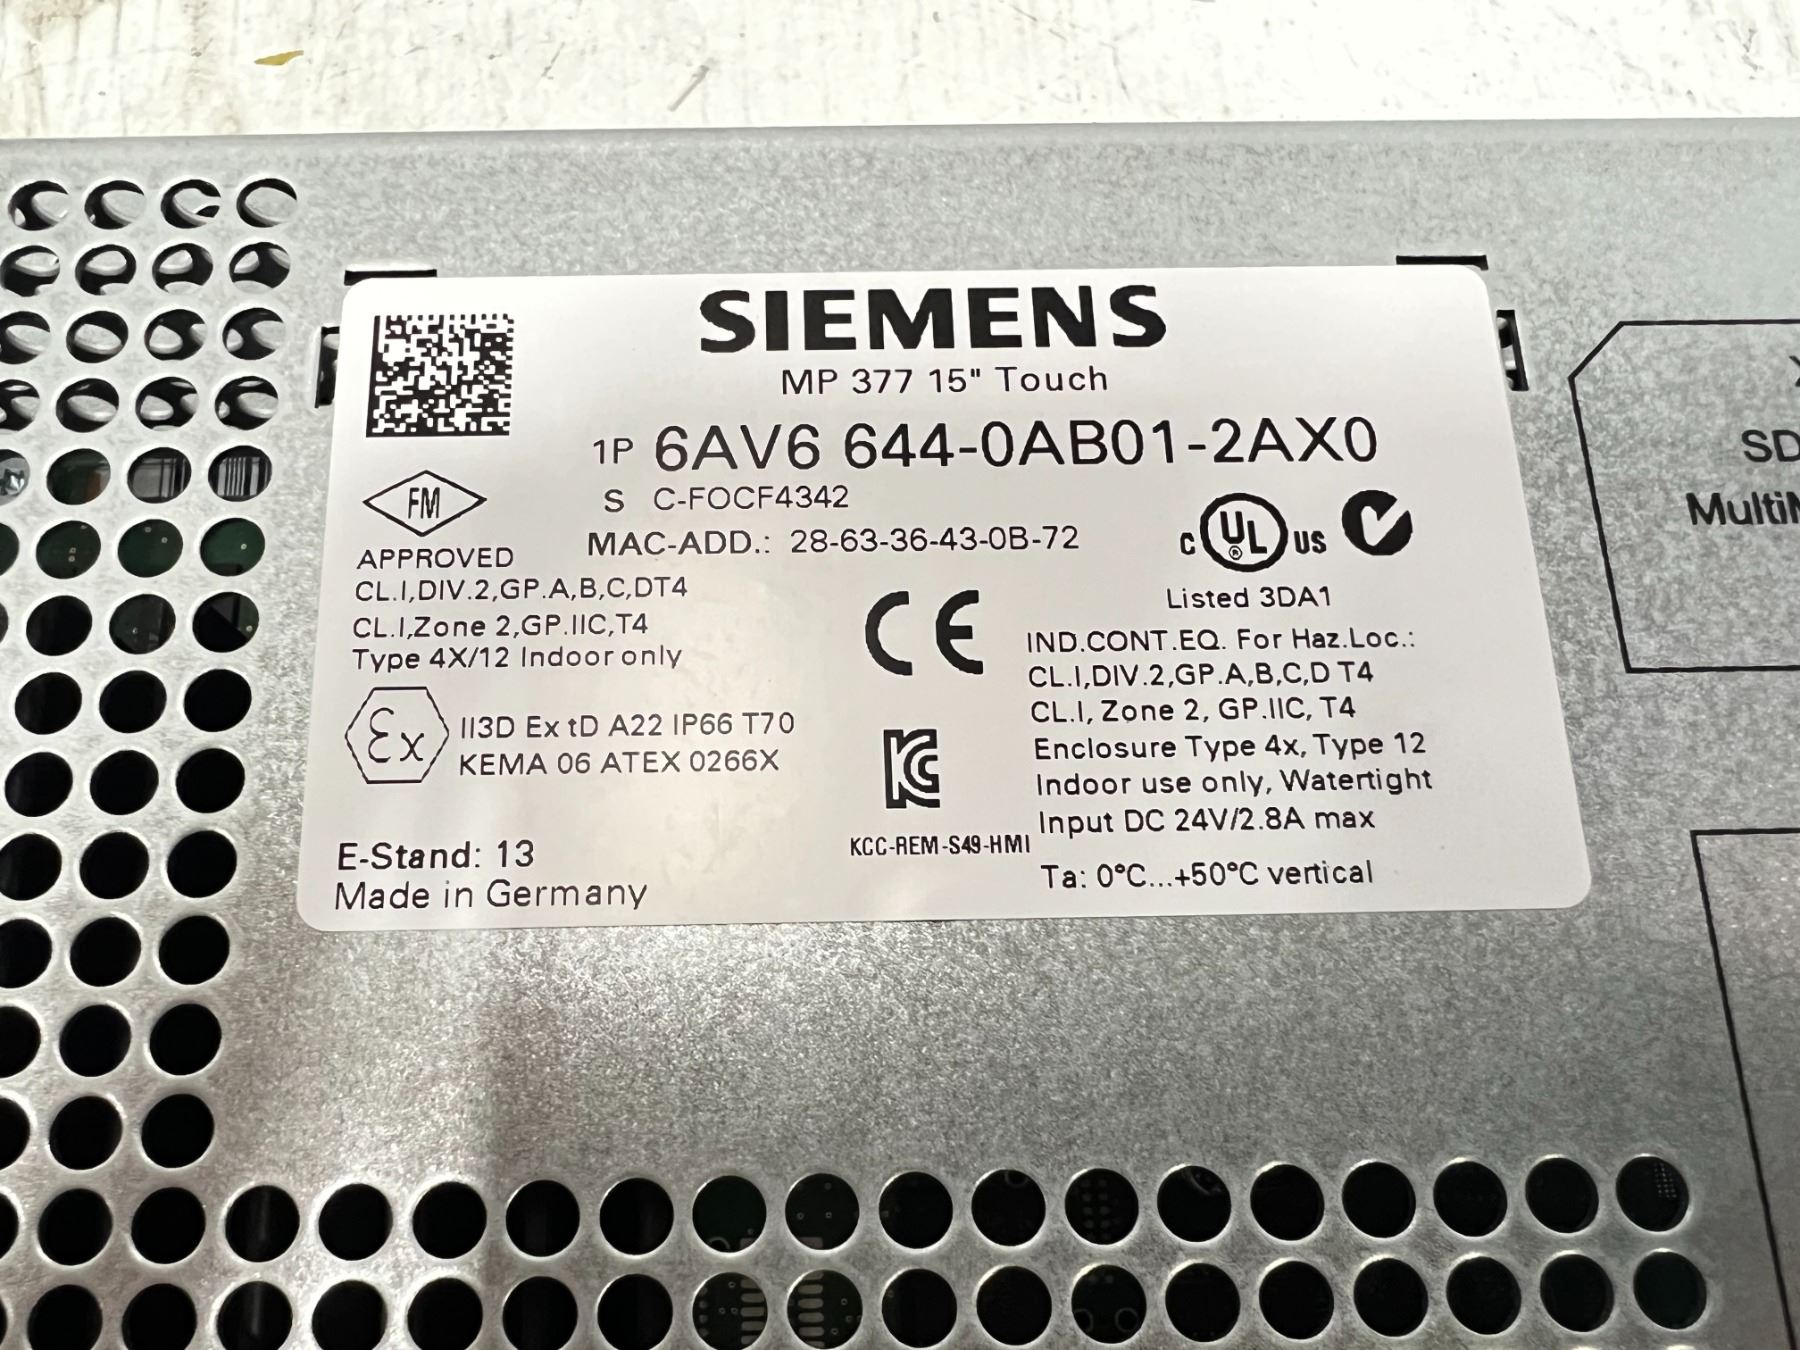 SIEMENS
MP 377 15" Touch
1P 6AV6 644-0AB01-2AX0
S C-FOCF4342
MAC-ADD.: 28-63-36-43-0B-72
FM
APPROVED
CL.I,DIV.2,GP.A,B,C,DT4
CL.I,Zone 2,GP.IIC,T4
Type 4X/12 Indoor only
Ex II3D Ex tD A22 IP66 T70
KEMA 06 ATEX 0266X
E-Stand: 13
Made in Germany
CE
KCC-REM-S49-HMI
C UL ® US
Listed 3DA1
IND.CONT.EQ. For Haz.Loc.:
CL.I,DIV.2,GP.A,B,C,D T4
CL.I, Zone 2, GP.IIC, T4
Enclosure Type 4x, Type 12
Indoor use only, Watertight
Input DC 24V/2.8A max
Ta: 0°C...+50°C vertical
SD
Multi